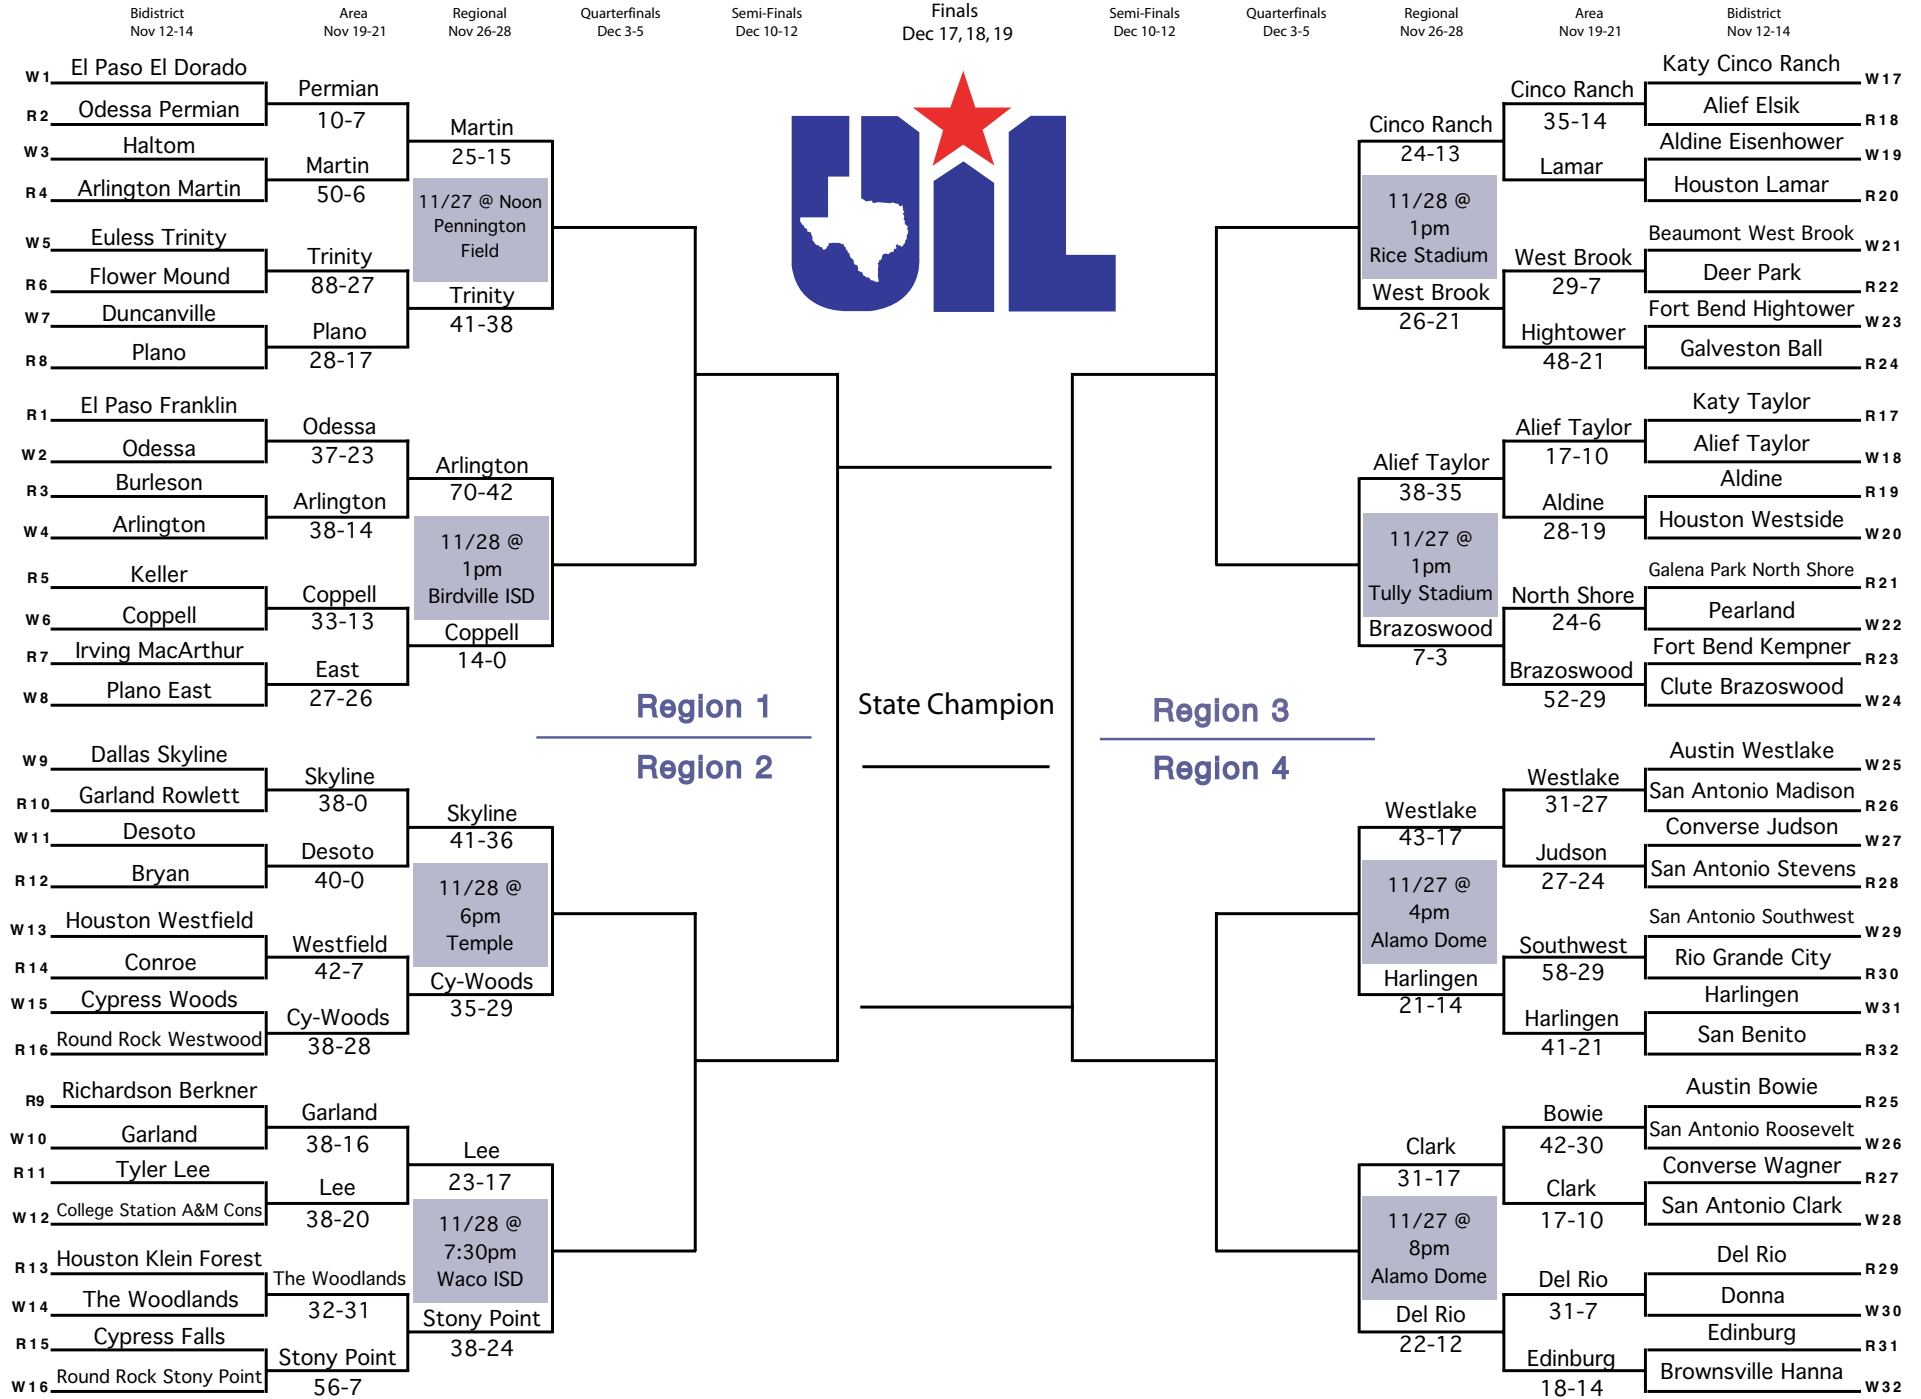 Bidistrict
Nov 12-14
Area
Nov 19-21
Regional
Nov 26-28
Quarterfinals
Dec 3-5
Semi-Finals
Dec 10-12
Finals
Dec 17, 18, 19
Semi-Finals
Dec 10-12
Quarterfinals
Dec 3-5
Regional
Nov 26-28
Area
Nov 19-21
Bidistrict
Nov 12-14
W1 El Paso El Dorado
R2 Odessa Permian
W3 Haltom
R4 Arlington Martin
W5 Euless Trinity
R6 Flower Mound
W7 Duncanville
R8 Plano
R1 El Paso Franklin
W2 Odessa
R3 Burleson
W4 Arlington
R5 Keller
W6 Coppell
R7 Irving MacArthur
W8 Plano East
W9 Dallas Skyline
R10 Garland Rowlett
W11 Desoto
R12 Bryan
W13 Houston Westfield
R14 Conroe
W15 Cypress Woods
R16 Round Rock Westwood
R9 Richardson Berkner
W10 Garland
R11 Tyler Lee
W12 College Station A&M Cons
R13 Houston Klein Forest
W14 The Woodlands
R15 Cypress Falls
W16 Round Rock Stony Point
Permian
10-7
Martin
50-6
Trinity
88-27
Plano
28-17
Odessa
37-23
Arlington
38-14
Coppell
33-13
East
27-26
Skyline
38-0
Desoto
40-0
Westfield
42-7
Cy-Woods
38-28
Garland
38-16
Lee
38-20
The Woodlands
32-31
Stony Point
56-7
Martin
25-15
11/27 @ Noon
Pennington
Field
Trinity
41-38
Arlington
70-42
11/28 @
1pm
Birdville ISD
Coppell
14-0
Skyline
41-36
11/28 @
6pm
Temple
Cy-Woods
35-29
Lee
23-17
11/28 @
7:30pm
Waco ISD
Stony Point
38-24
UIL
Region 1
Region 2
State Champion
Region 3
Region 4
Cinco Ranch
24-13
11/28 @
1pm
Rice Stadium
West Brook
26-21
Alief Taylor
38-35
11/27 @
1pm
Tully Stadium
Brazoswood
7-3
Westlake
43-17
11/27 @
4pm
Alamo Dome
Harlingen
21-14
Clark
31-17
11/27 @
8pm
Alamo Dome
Del Rio
22-12
Cinco Ranch
35-14
Lamar
West Brook
29-7
Hightower
48-21
Alief Taylor
17-10
Aldine
28-19
North Shore
24-6
Brazoswood
52-29
Westlake
31-27
Judson
27-24
Southwest
58-29
Harlingen
41-21
Bowie
42-30
Clark
17-10
Del Rio
31-7
Edinburg
18-14
Katy Cinco Ranch W17
Alief Elsik R18
Aldine Eisenhower W19
Houston Lamar R20
Beaumont West Brook W21
Deer Park R22
Fort Bend Hightower W23
Galveston Ball R24
Katy Taylor R17
Alief Taylor W18
Aldine R19
Houston Westside W20
Galena Park North Shore R21
Pearland W22
Fort Bend Kempner R23
Clute Brazoswood W24
Austin Westlake W25
San Antonio Madison R26
Converse Judson W27
San Antonio Stevens R28
San Antonio Southwest W29
Rio Grande City R30
Harlingen W31
San Benito R32
Austin Bowie R25
San Antonio Roosevelt W26
Converse Wagner R27
San Antonio Clark W28
Del Rio R29
Donna W30
Edinburg R31
Brownsville Hanna W32